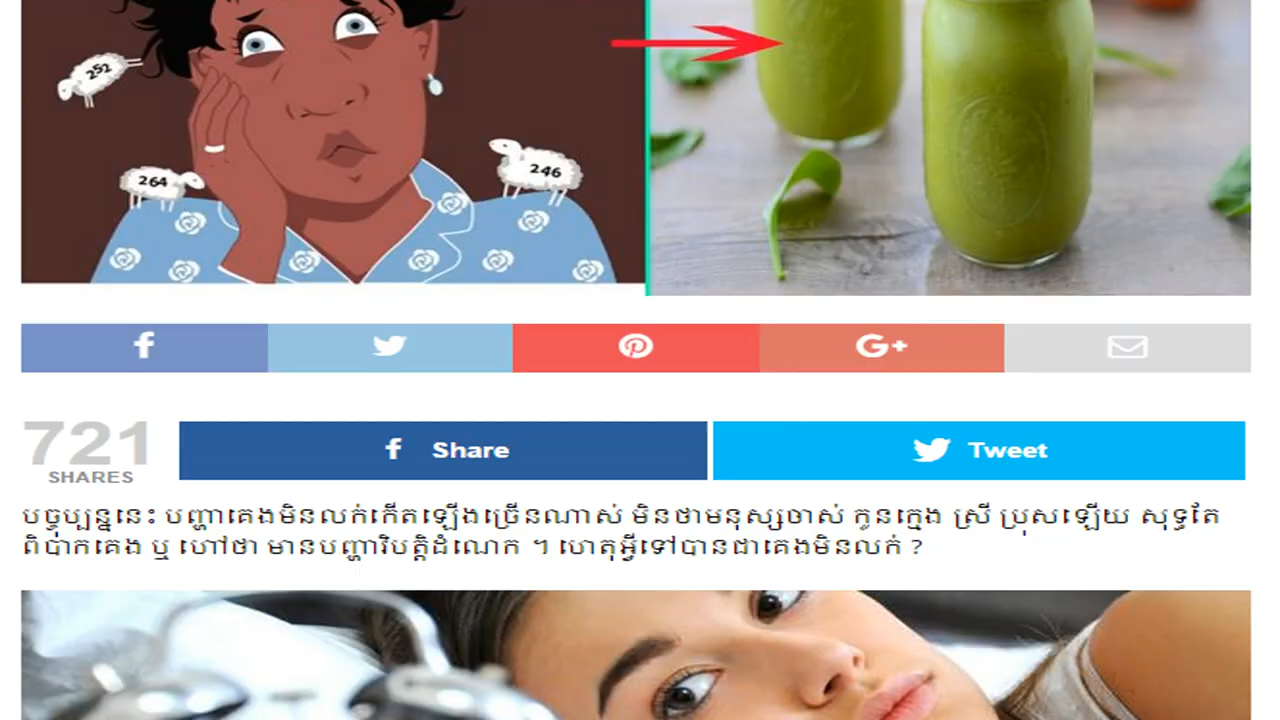 252
264
246
G+
721
SHARES
Share
Tweet
បច្ចុប្បន្ននេះ បញ្ហាគេងមិនលក់កើតឡើងច្រើនណាស់ មិនថាមនុស្សចាស់ កូនក្មេង ស្រី ប្រុស ឡើយ សុទ្ធតែ
ពិបាកគេង ឬ ហៅថា មានបញ្ហាវិបត្តិដំណេក ។ ហេតុអ្វីទៅបានជាគេងមិនលក់ ?